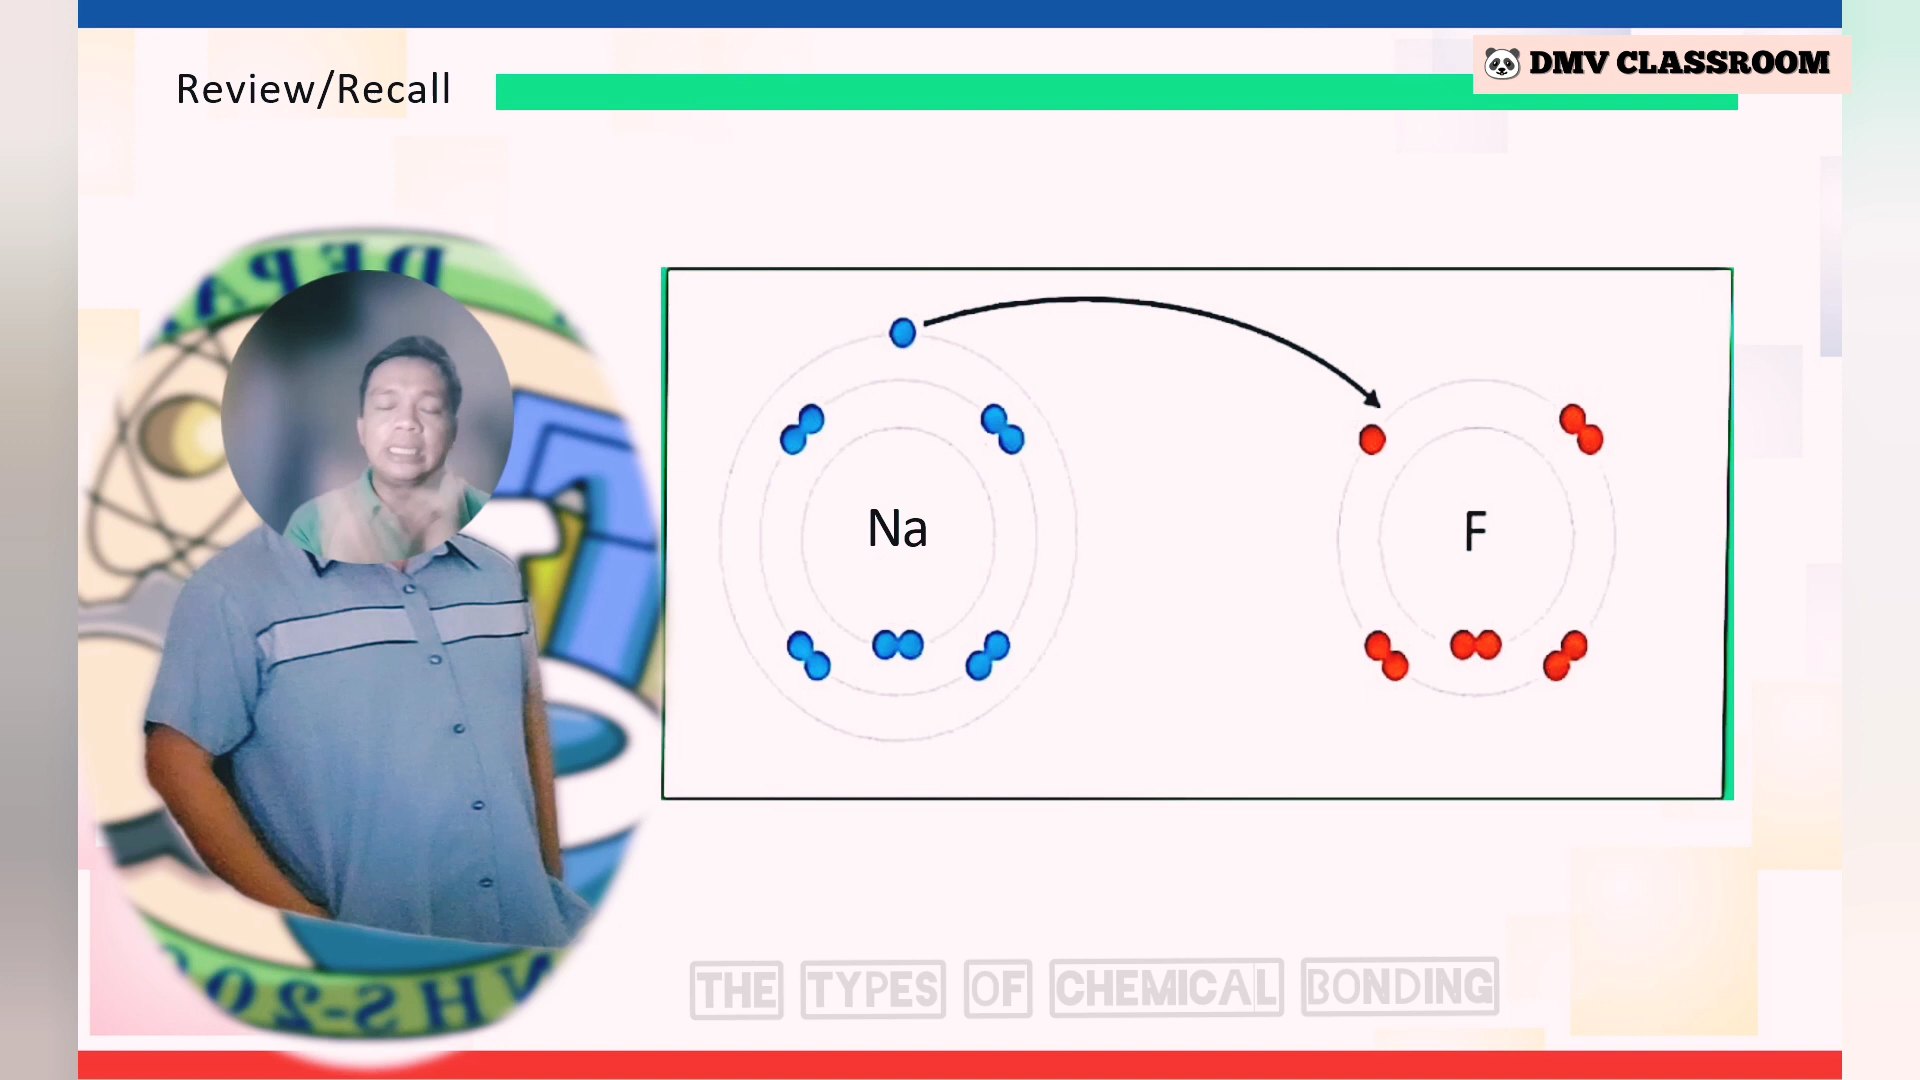 Review/Recall
DMV CLASSROOM
Na
F
THE TYPES OF CHEMICAL BONDING